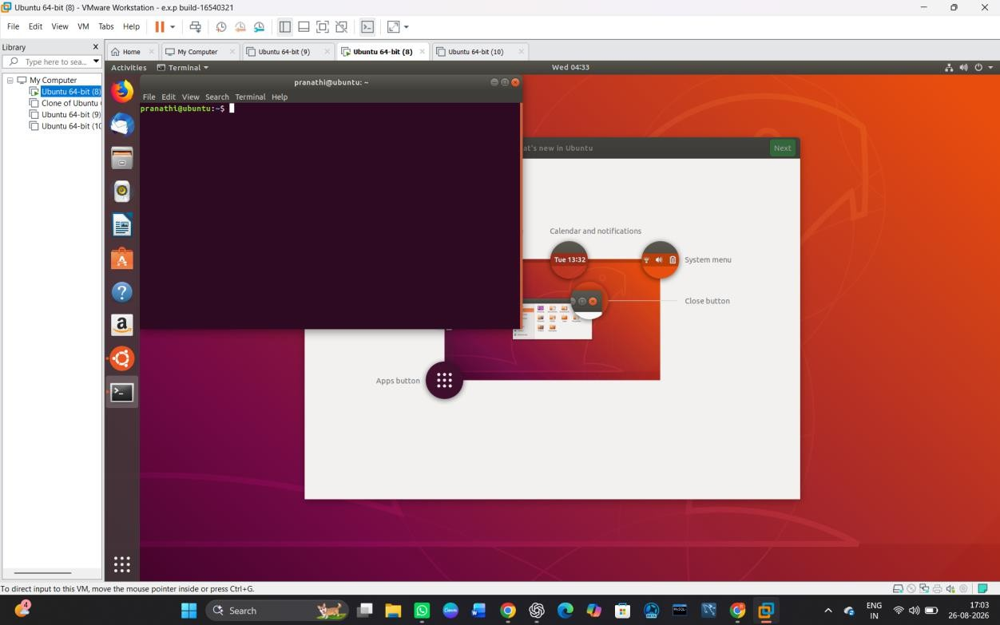 Ubuntu 64-bit (8) - VMware Workstation - e.x.p build-16540321
File Edit View VM Tabs Help
Library
Type here to sea...
Home
My Computer
Ubuntu 64-bit (9)
Ubuntu 64-bit (8)
Ubuntu 64-bit (10)
My Computer
Ubuntu 64-bit (8)
Clone of Ubuntu
Ubuntu 64-bit (9)
Ubuntu 64-bit (10
Activities
Terminal
Wed 04:33
pranathi@ubuntu: ~
File Edit View Search Terminal Help
pranathi@ubuntu:~$
at's new in Ubuntu
Next
Calendar and notifications
Tue 13:32
System menu
Close button
Apps button
To direct input to this VM, move the mouse pointer inside or press Ctrl+G.
4
Search
ENG
IN
17:03
26-08-2026